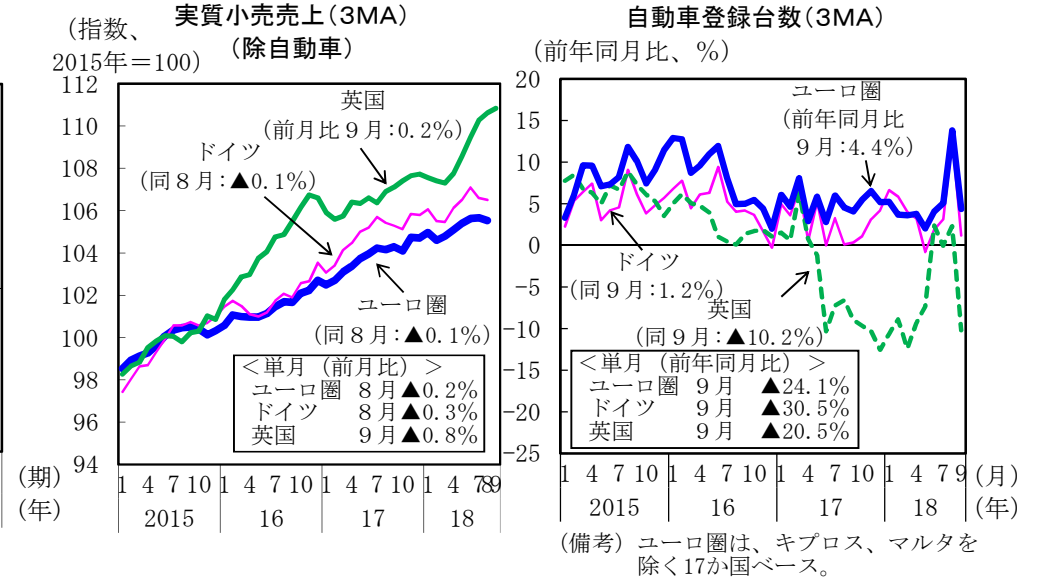 実質小売売上(3MA)
(除自動車)
(指数、
2015年＝100)
112
110
108
106
104
102
100
98
96
94
英国
(前月比９月:0.2%)
ドイツ
(同８月:▲0.1%)
ユーロ圏
(同８月:▲0.1%)
＜単月 (前月比) ＞
ユーロ圏 ８月▲0.2%
ドイツ ８月▲0.3%
英国 ９月▲0.8%
(期)
1 4 7 10 1 4 7 10 1 4 7 10 1 4 7 8 9
(年)
2015 16 17 18
自動車登録台数(3MA)
(前年同月比、%)
20
15
10
5
0
-5
-10
-15
-20
-25
ユーロ圏
(前年同月比
９月:4.4%)
ドイツ
(同９月:1.2%)
英国
(同９月:▲10.2%)
＜単月 (前年同月比) ＞
ユーロ圏 ９月 ▲24.1%
ドイツ ９月 ▲30.5%
英国 ９月 ▲20.5%
1 4 7 10 1 4 7 10 1 4 7 10 1 4 7 9 (月)
2015 16 17 18 (年)
(備考) ユーロ圏は、キプロス、マルタを
除く17か国ベース。